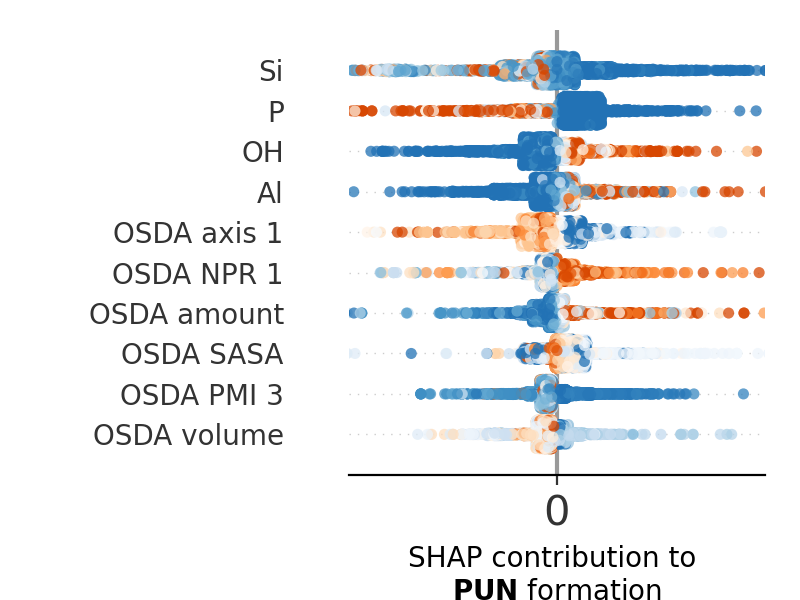 Si
P
OH
Al
OSDA axis 1
OSDA NPR 1
OSDA amount
OSDA SASA
OSDA PMI 3
OSDA volume
0
SHAP contribution to
PUN formation